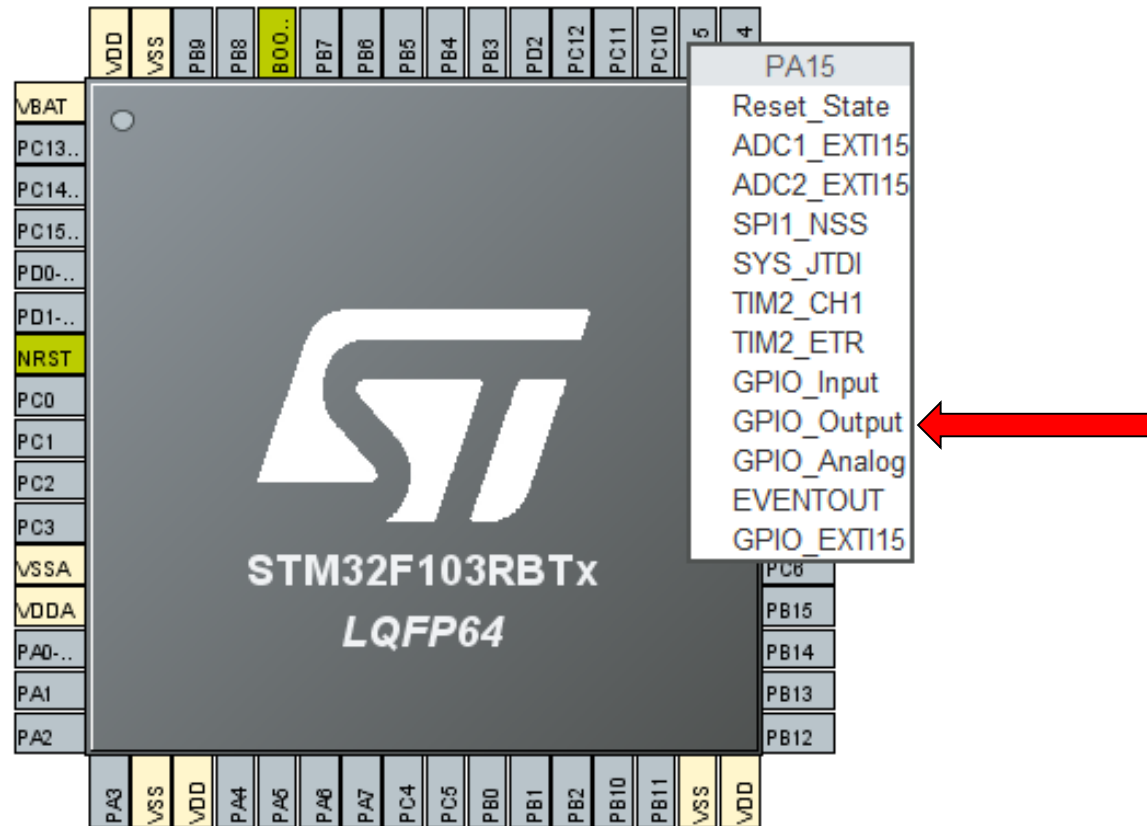 VDD
VSS
PB9
PB8
BOO..
PB7
PB6
PB5
PB4
PB3
PD2
PC12
PC11
PC10
5
4
VBAT
PC13..
PC14..
PC15..
PD0-..
PD1-..
NRST
PC0
PC1
PC2
PC3
VSSA
VDDA
PA0-..
PA1
PA2
PA15
Reset_State
ADC1_EXTI15
ADC2_EXTI15
SPI1_NSS
SYS_JTDI
TIM2_CH1
TIM2_ETR
GPIO_Input
GPIO_Output
GPIO_Analog
EVENTOUT
GPIO_EXTI15
ST
STM32F103RBTx
LQFP64
PC6
PB15
PB14
PB13
PB12
PA3
VSS
VDD
PA4
PA5
PA6
PA7
PC4
PC5
PB0
PB1
PB2
PB10
PB11
VSS
VDD